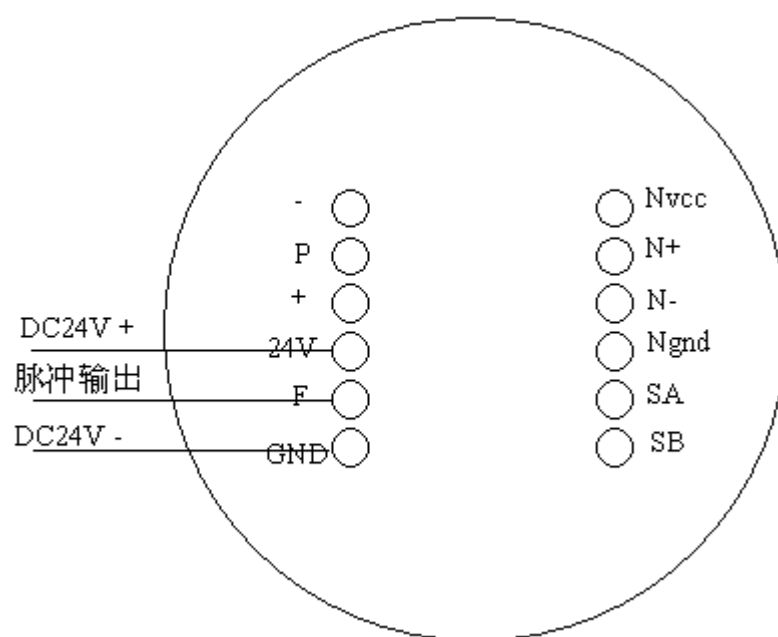 - Nvcc
P N+
+ N-
DC24V +
24V Ngnd
脉冲输出
F SA
DC24V -
GND SB